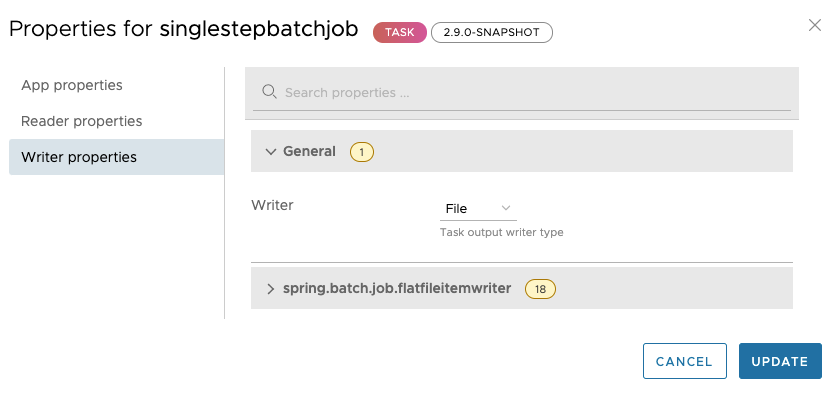 Properties for singlestepbatchjob TASK 2.9.0-SNAPSHOT
App properties
Reader properties
Writer properties
Search properties ...
General 1
Writer File
Task output writer type
spring.batch.job.flatfileitemwriter 18
CANCEL UPDATE